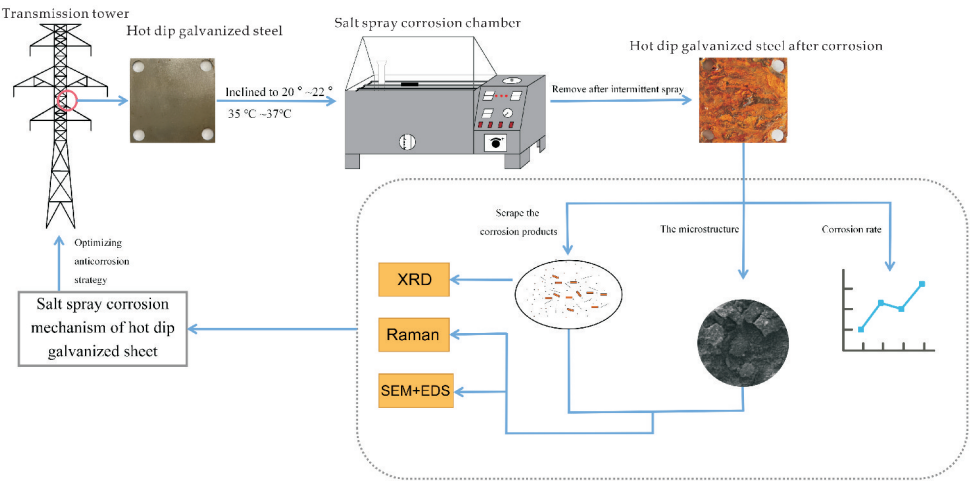 Transmission tower
Hot dip galvanized steel
Salt spray corrosion chamber
Hot dip galvanized steel after corrosion
Inclined to 20 ° ~22 °
35 ℃ ~37℃
Remove after intermittent spray
Scrape the
corrosion products
The microstructure
Corrosion rate
Optimizing
anticorrosion
strategy
XRD
Raman
SEM+EDS
Salt spray corrosion
mechanism of hot dip
galvanized sheet